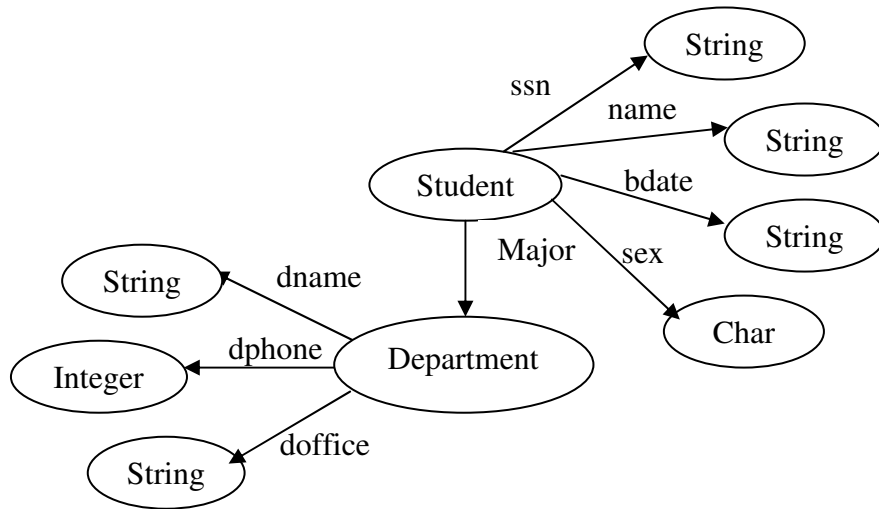 String
ssn
name
String
Student
bdate
String
Major
sex
String
dname
Char
dphone
Department
Integer
doffice
String